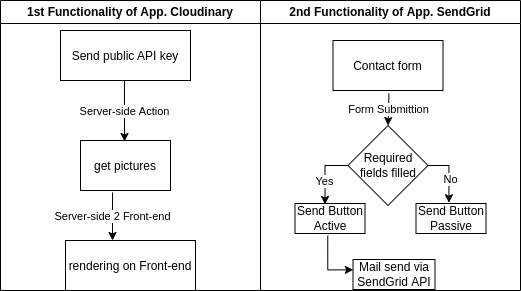 1st Functionality of App. Cloudinary
Send public API key
Server-side Action
get pictures
Server-side 2 Front-end
rendering on Front-end
2nd Functionality of App. SendGrid
Contact form
Form Submittion
Required
fields filled
Yes
No
Send Button
Active
Send Button
Passive
Mail send via
SendGrid API